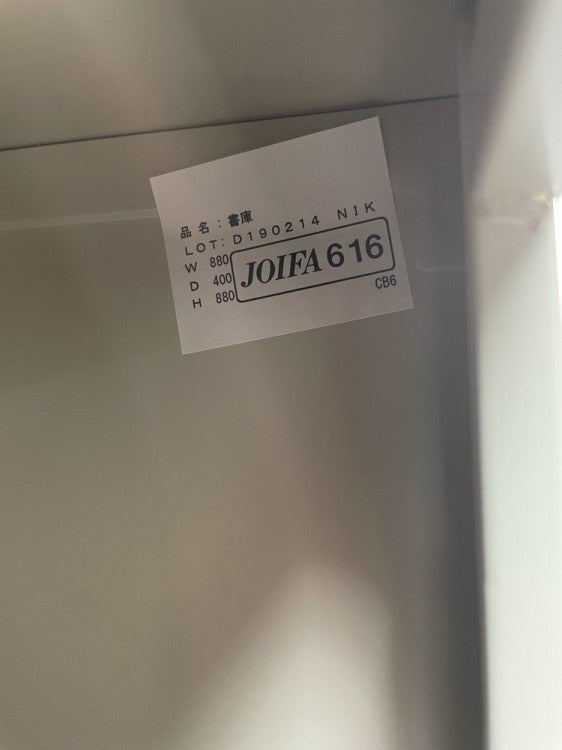 品名:書庫
LOT:D190214 NIK
W 880
D 400
H 880
JOIFA 616
CB6